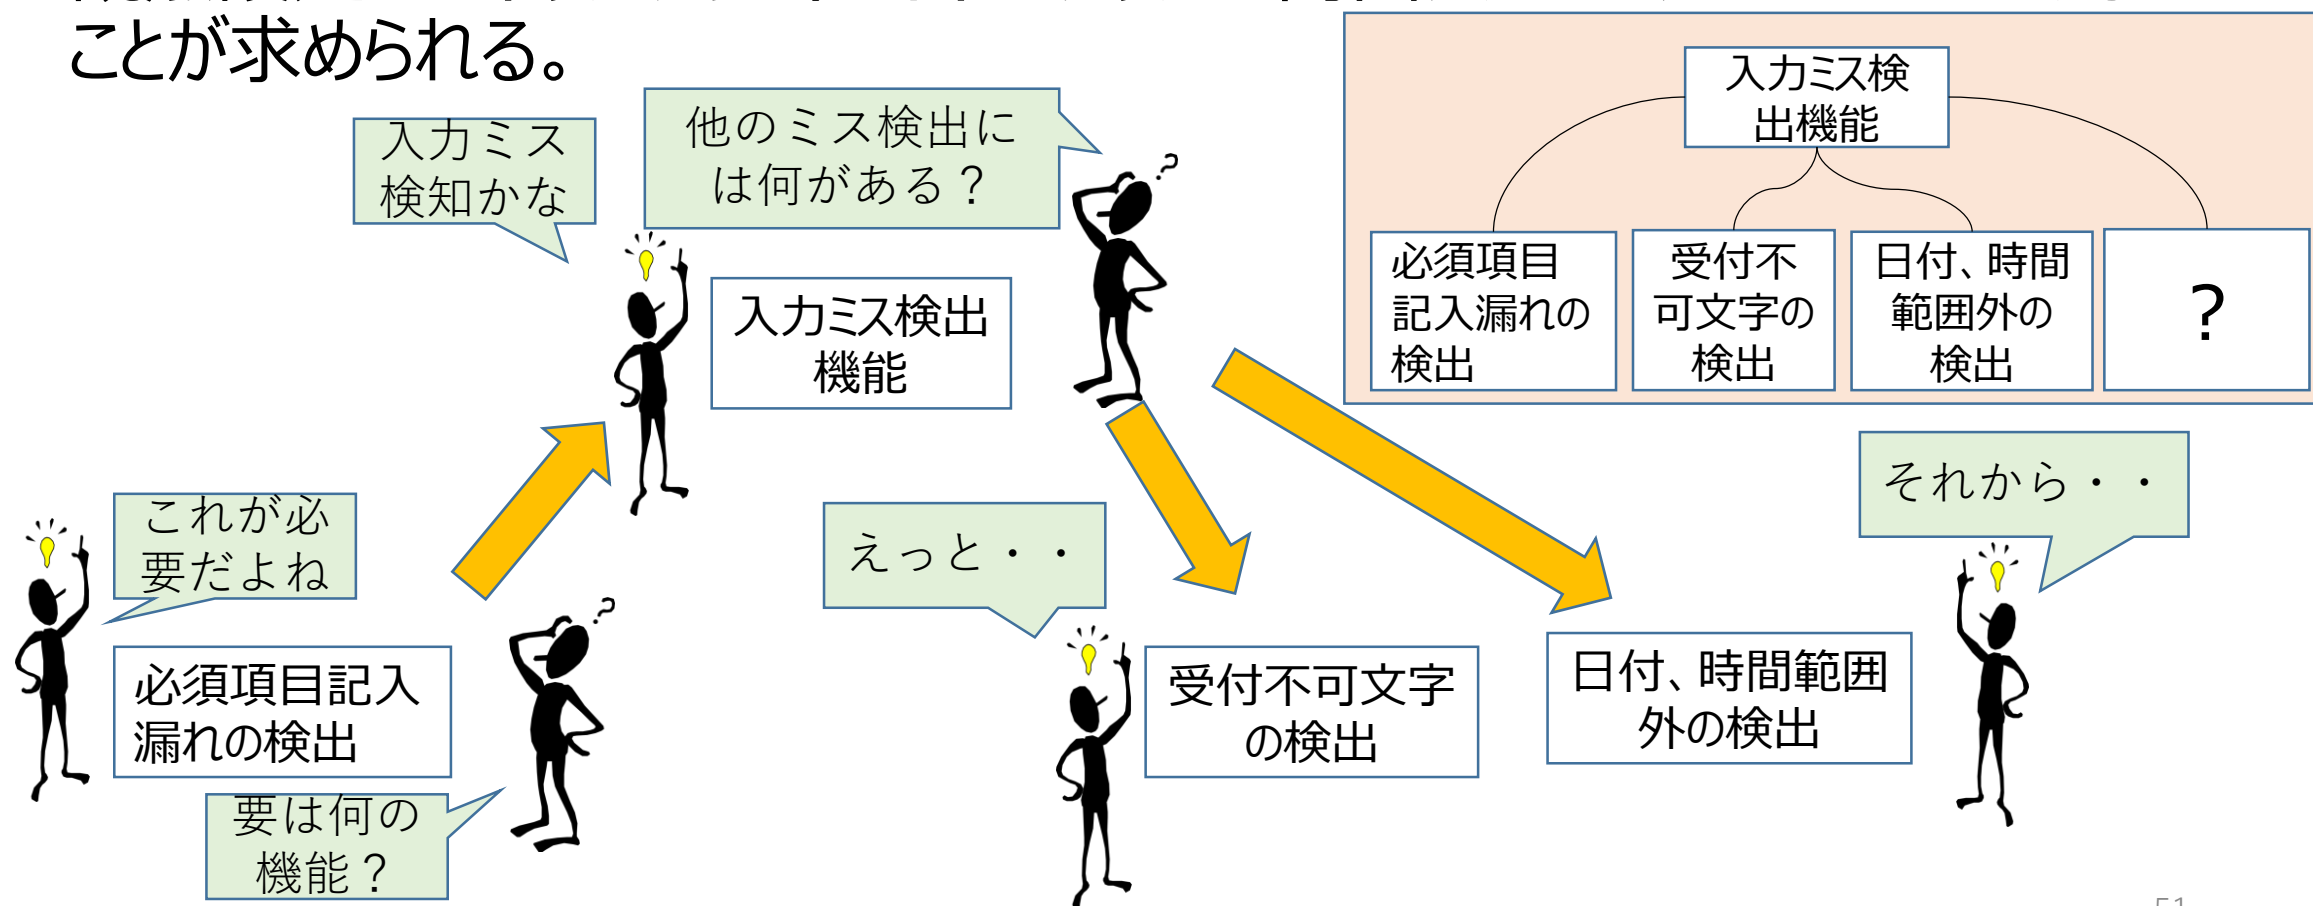 ことが求められる。
入力ミス
検知かな
他のミス検出に
は何がある？
入力ミス検
出機能
必須項目
記入漏れの
検出
受付不
可文字の
検出
日付、時間
範囲外の
検出
？
入力ミス検出
機能
これが必
要だよね
えっと・・
それから・・
必須項目記入
漏れの検出
受付不可文字
の検出
日付、時間範囲
外の検出
要は何の
機能？